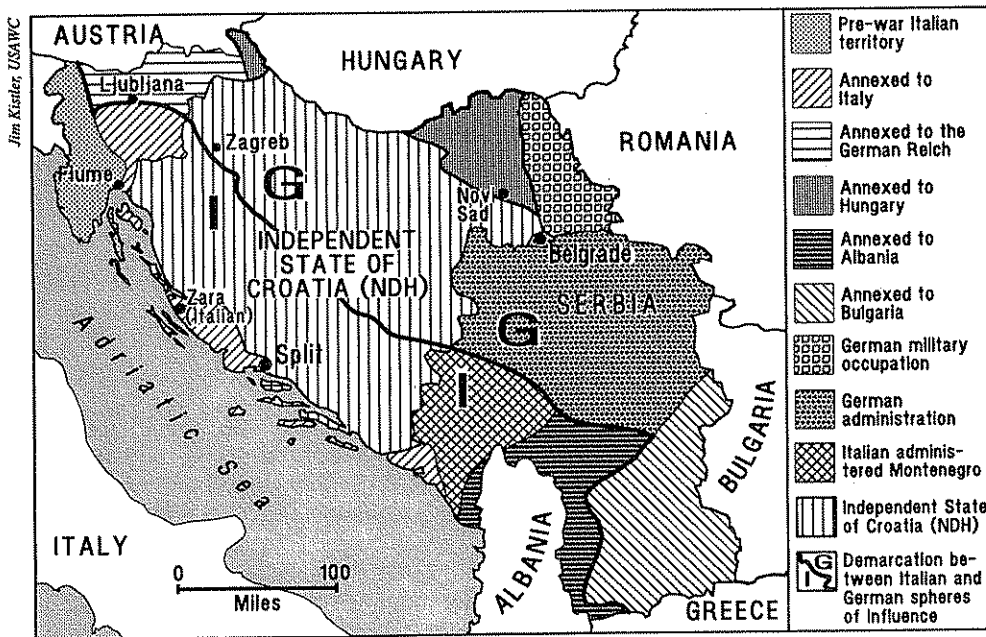 Jim Kistler, USAWC
AUSTRIA
HUNGARY
ROMANIA
Ljubljana
Zagreb
G
Fiume
I
Novi
Sad
INDEPENDENT
STATE OF
CROATIA (NDH)
Belgrade
Zara
(Italian)
SERBIA
G
Split
I
Adriatic Sea
BULGARIA
ITALY
ALBANIA
GREECE
0 100
Miles
Pre-war Italian
territory
Annexed to
Italy
Annexed to the
German Reich
Annexed to
Hungary
Annexed to
Albania
Annexed to
Bulgaria
German military
occupation
German
administration
Italian adminis-
tered Montenegro
Independent State
of Croatia (NDH)
G
I
Demarcation be-
tween Italian and
German spheres
of Influence